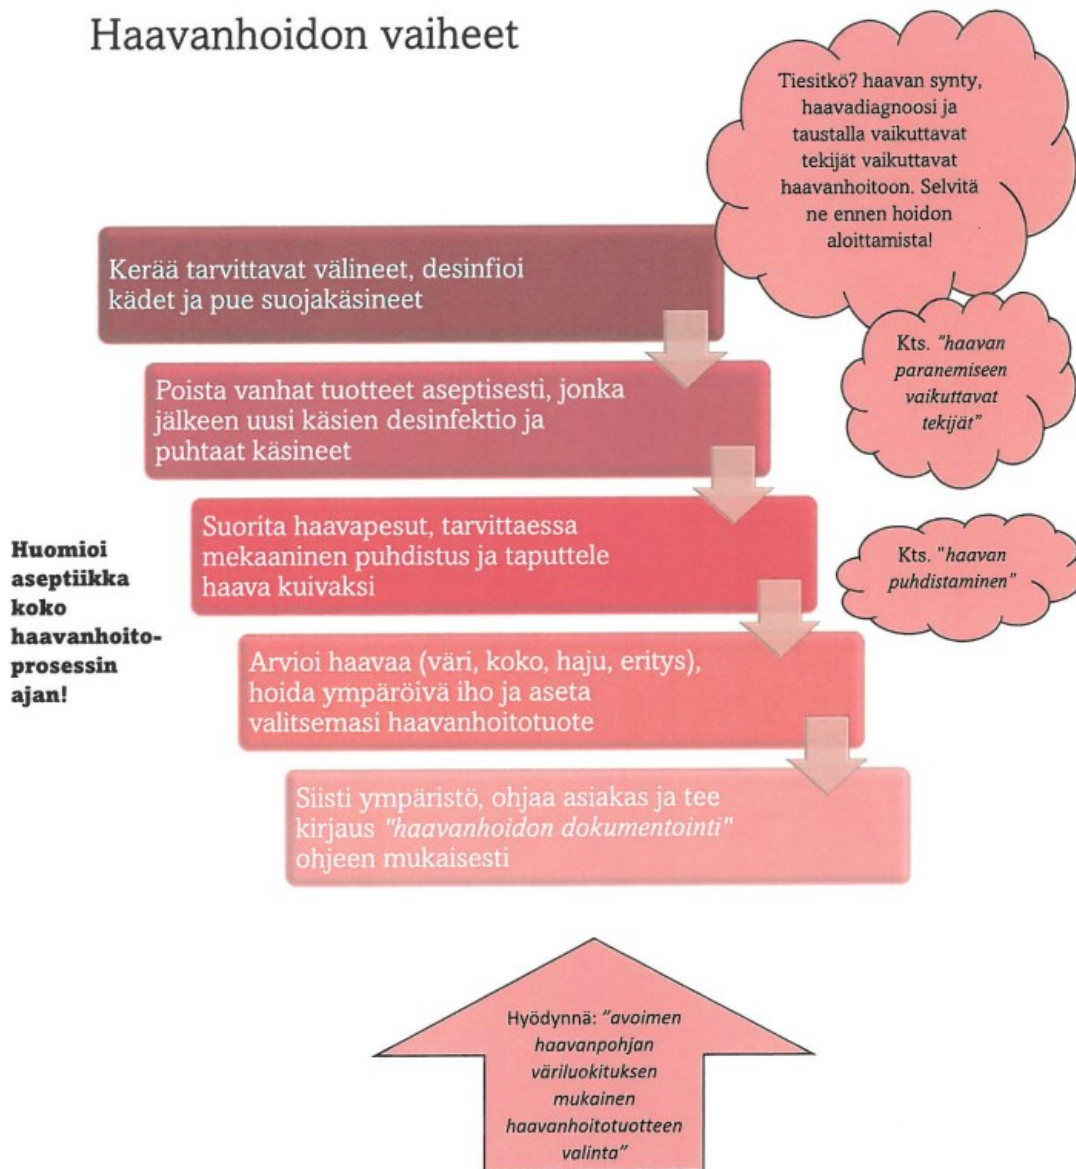 Haavanhoidon vaiheet
Tiesitkö? haavan synty,
haavadiagnoosi ja
taustalla vaikuttavat
tekijät vaikuttavat
haavanhoitoon. Selvitä
ne ennen hoidon
aloittamista!
Kerää tarvittavat välineet, desinfioi
kädet ja pue suojakäsineet
Kts. "haavan
paranemiseen
vaikuttavat
tekijät"
Poista vanhat tuotteet aseptisesti, jonka
jälkeen uusi käsien desinfektio ja
puhtaat käsineet
Suorita haavapesut, tarvittaessa
mekaaninen puhdistus ja taputtele
haava kuivaksi
Kts. "haavan
puhdistaminen"
Huomioi
aseptiikka
koko
haavanhoito-
prosessin
ajan!
Arvioi haavaa (väri, koko, haju, eritys),
hoida ympäröivä iho ja aseta
valitsemasi haavanhoitotuote
Siisti ympäristö, ohjaa asiakas ja tee
kirjaus "haavanhoidon dokumentointi"
ohjeen mukaisesti
Hyödynnä: "avoimen
haavanpohjan
väriluokituksen
mukainen
haavanhoitotuotteen
valinta"